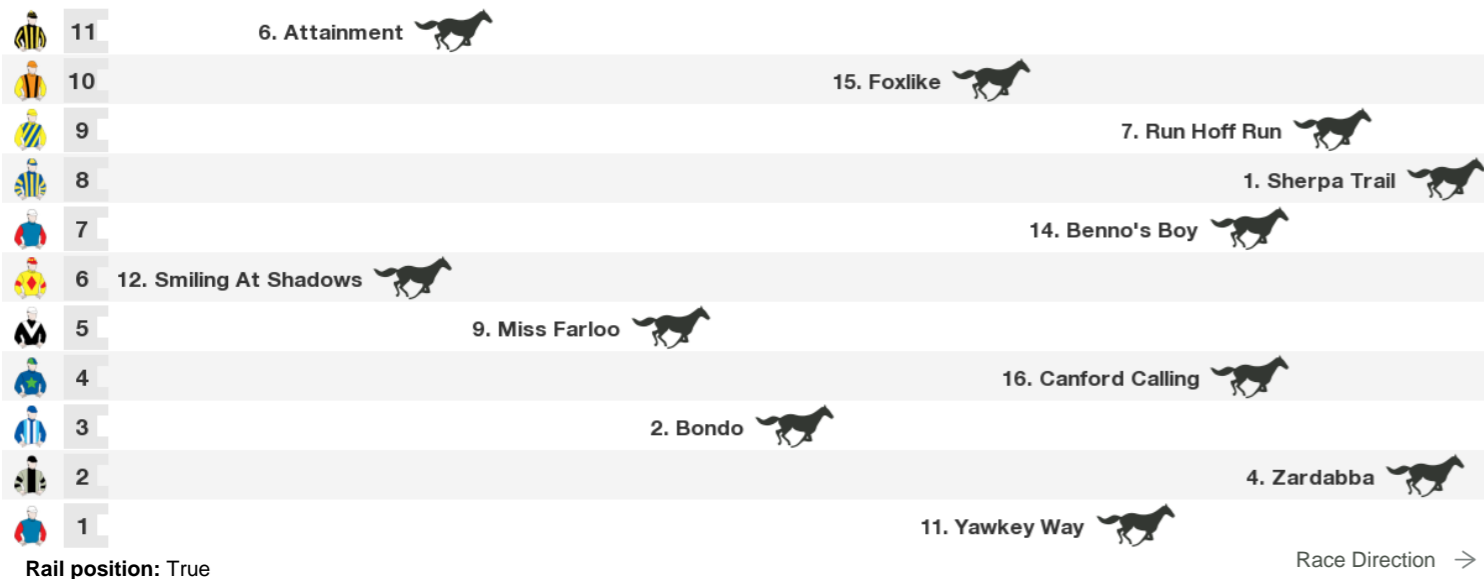 11 6. Attainment
10 15. Foxlike
9 7. Run Hoff Run
8 1. Sherpa Trail
7 14. Benno's Boy
6 12. Smiling At Shadows
5 9. Miss Farloo
4 16. Canford Calling
3 2. Bondo
2 4. Zardabba
1 11. Yawkey Way
Race Direction →
Rail position: True